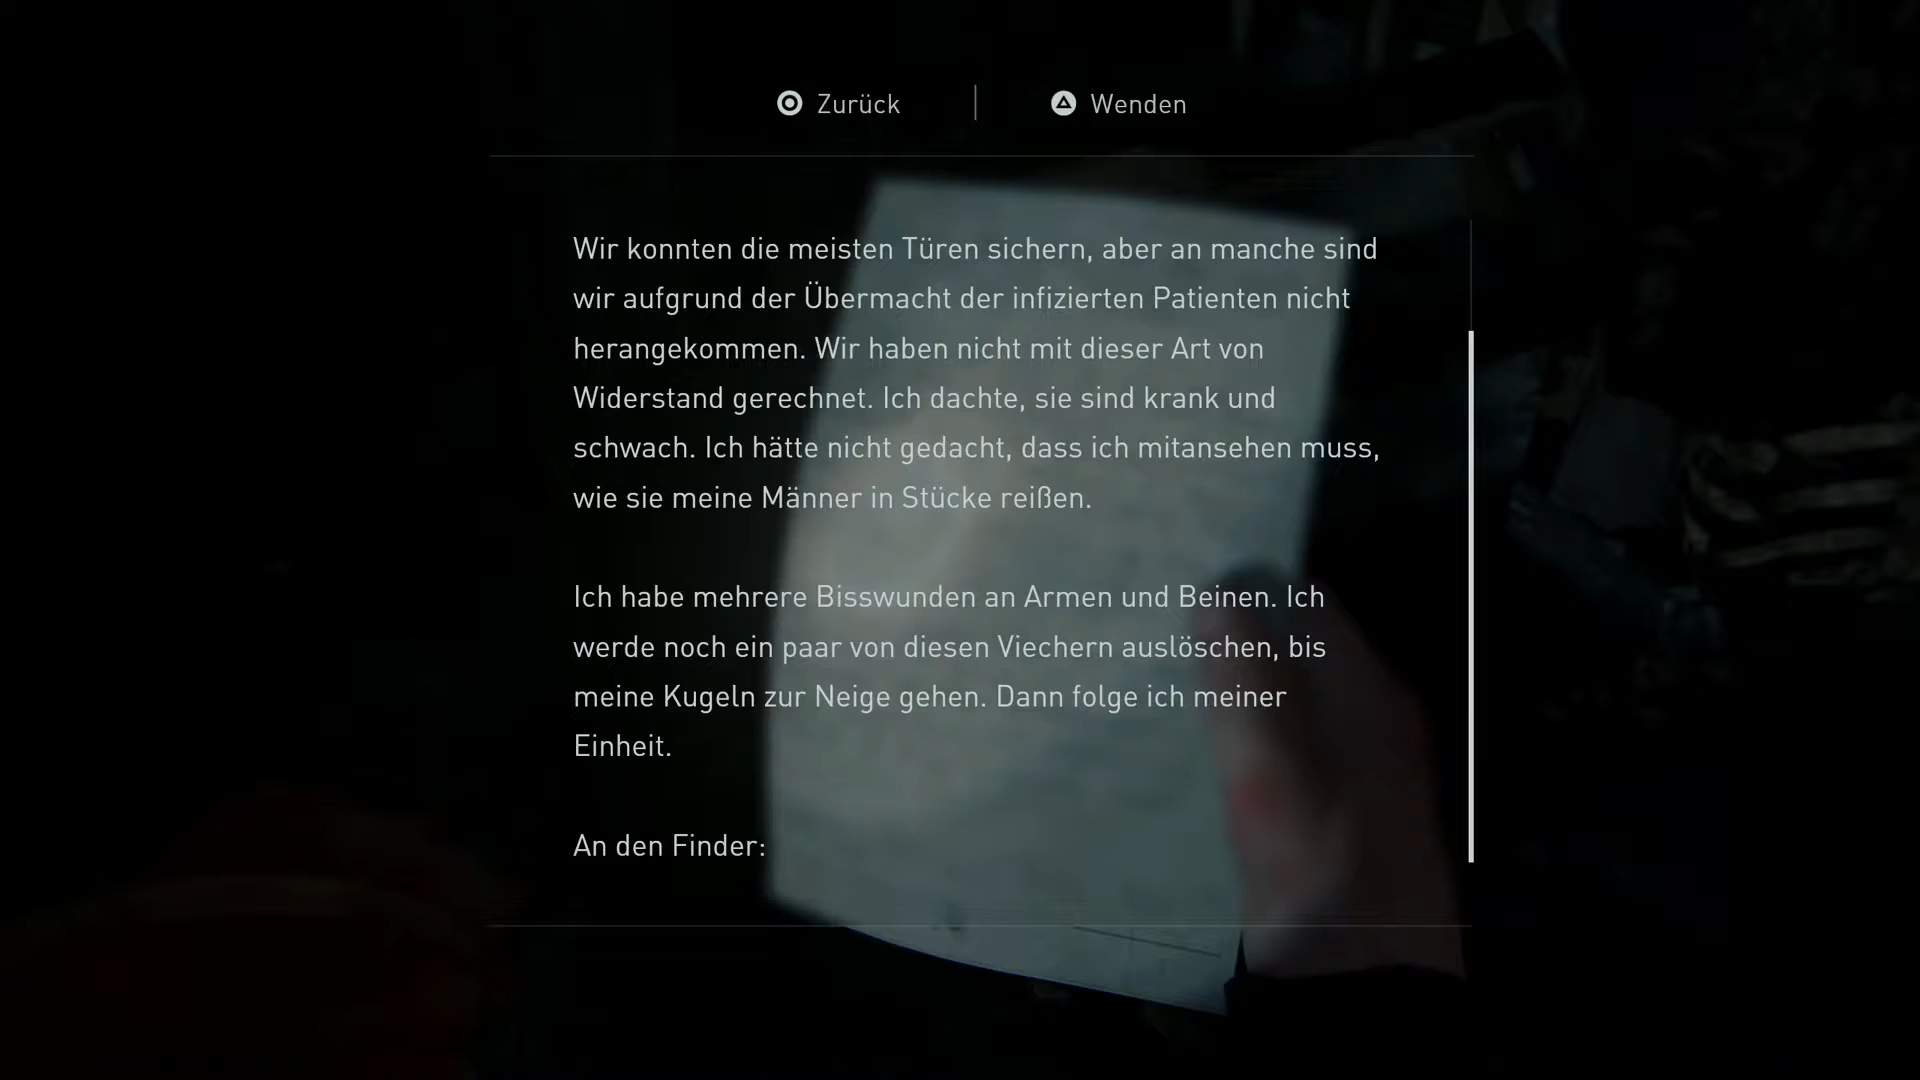 Zurück
Wenden
Wir konnten die meisten Türen sichern, aber an manche sind
wir aufgrund der Übermacht der infizierten Patienten nicht
herangekommen. Wir haben nicht mit dieser Art von
Widerstand gerechnet. Ich dachte, sie sind krank und
schwach. Ich hätte nicht gedacht, dass ich mitansehen muss,
wie sie meine Männer in Stücke reißen.
Ich habe mehrere Bisswunden an Armen und Beinen. Ich
werde noch ein paar von diesen Viechern auslöschen, bis
meine Kugeln zur Neige gehen. Dann folge ich meiner
Einheit.
An den Finder: